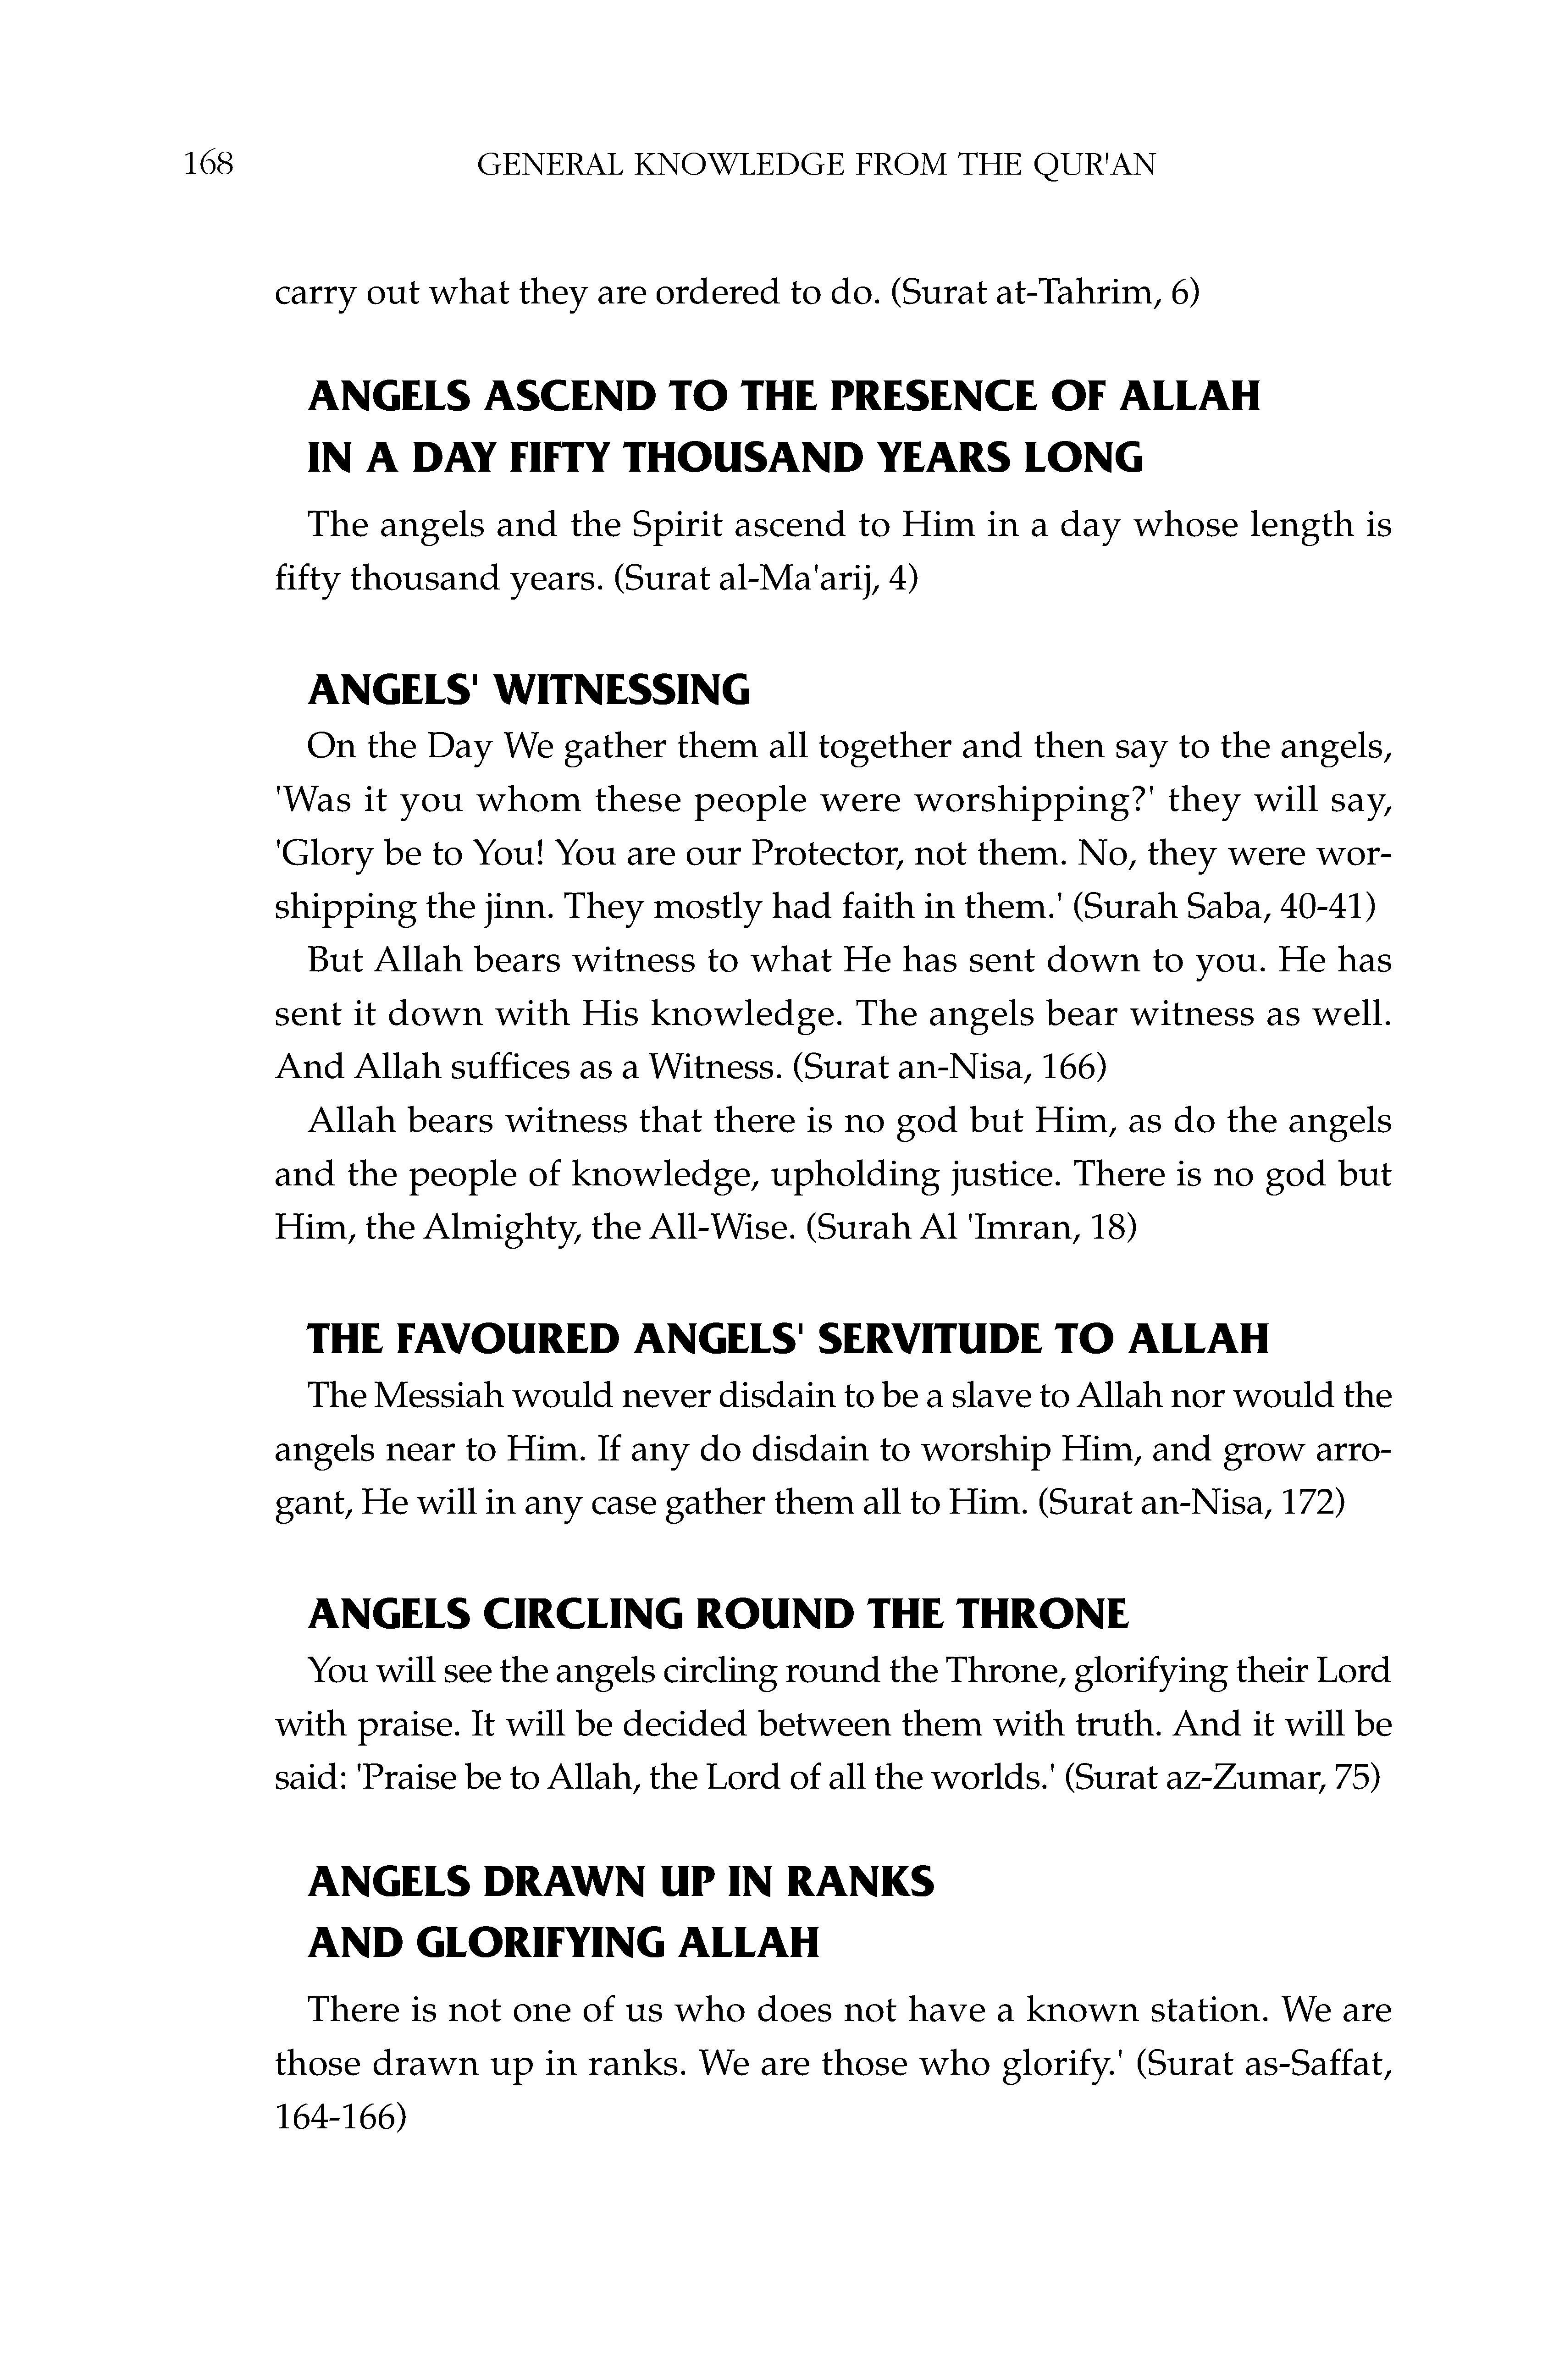 168
GENERAL KNOWLEDGE FROM THE QUR'AN
carry out what they are ordered to do. (Surat at-Tahrim, 6)
ANGELS ASCEND TO THE PRESENCE OF ALLAH
IN A DAY FIFTY THOUSAND YEARS LONG
The angels and the Spirit ascend to Him in a day whose length is
fifty thousand years. (Surat al-Ma'arij, 4)
ANGELS' WITNESSING
On the Day We gather them all together and then say to the angels,
'Was it you whom these people were worshipping?' they will say,
'Glory be to You! You are our Protector, not them. No, they were wor-
shipping the jinn. They mostly had faith in them.' (Surah Saba, 40-41)
But Allah bears witness to what He has sent down to you. He has
sent it down with His knowledge. The angels bear witness as well.
And Allah suffices as a Witness. (Surat an-Nisa, 166)
Allah bears witness that there is no god but Him, as do the angels
and the people of knowledge, upholding justice. There is no god but
Him, the Almighty, the All-Wise. (Surah Al 'Imran, 18)
THE FAVOURED ANGELS' SERVITUDE TO ALLAH
The Messiah would never disdain to be a slave to Allah nor would the
angels near to Him. If any do disdain to worship Him, and grow arro-
gant, He will in any case gather them all to Him. (Surat an-Nisa, 172)
ANGELS CIRCLING ROUND THE THRONE
You will see the angels circling round the Throne, glorifying their Lord
with praise. It will be decided between them with truth. And it will be
said: 'Praise be to Allah, the Lord of all the worlds.' (Surat az-Zumar, 75)
ANGELS DRAWN UP IN RANKS
AND GLORIFYING ALLAH
There is not one of us who does not have a known station. We are
those drawn up in ranks. We are those who glorify.' (Surat as-Saffat,
164-166)